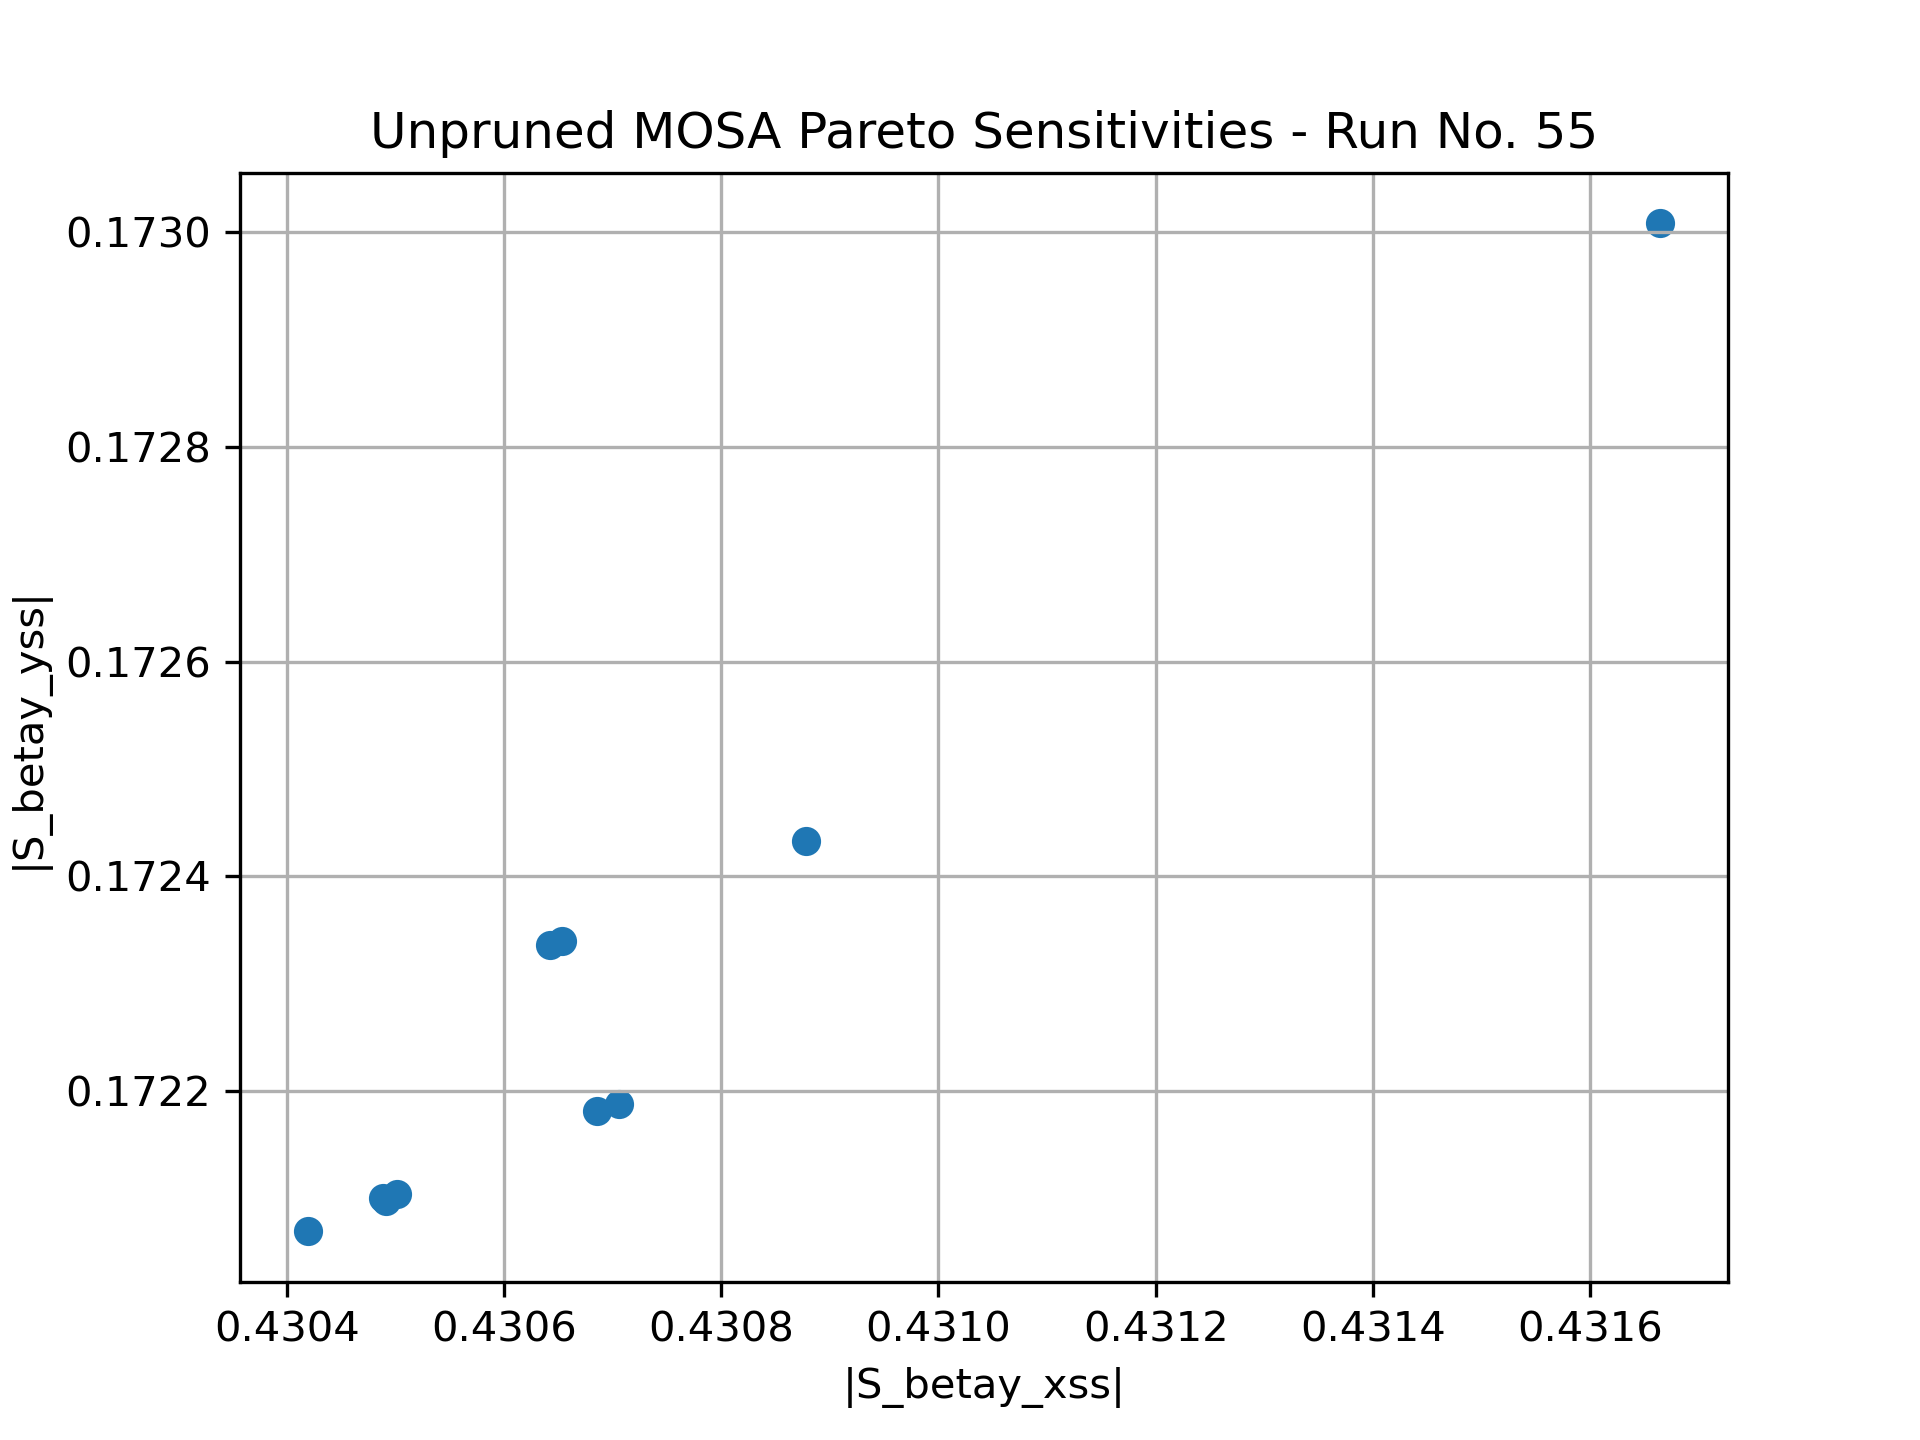 Unpruned MOSA Pareto Sensitivities - Run No. 55
0.1730
0.1728
0.1726
0.1724
0.1722
|S_betay_yss|
0.4304 0.4306 0.4308 0.4310 0.4312 0.4314 0.4316
|S_betay_xss|